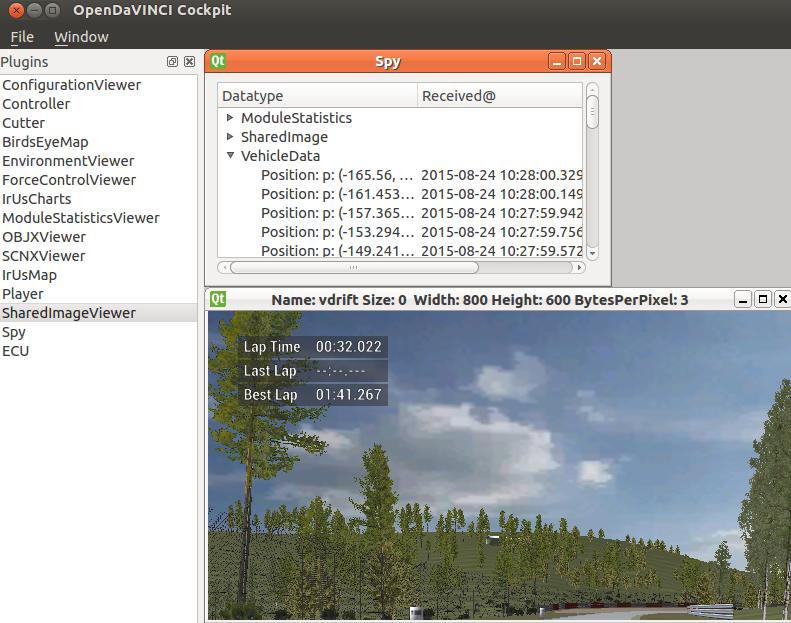 OpenDaVINCI Cockpit
File Window
Plugins
ConfigurationViewer
Controller
Cutter
BirdsEyeMap
EnvironmentViewer
ForceControlViewer
IrUsCharts
ModuleStatisticsViewer
OBJXViewer
SCNXViewer
IrUsMap
Player
SharedImageViewer
Spy
ECU
Qt Spy
Datatype Received@
ModuleStatistics
SharedImage
VehicleData
Position: p: (-165.56, ... 2015-08-24 10:28:00.329
Position: p: (-161.453... 2015-08-24 10:28:00.149
Position: p: (-157.365... 2015-08-24 10:27:59.942
Position: p: (-153.294... 2015-08-24 10:27:59.756
Position: p: (-149.241... 2015-08-24 10:27:59.572
Qt Name: vdrift Size: 0 Width: 800 Height: 600 BytesPerPixel: 3
Lap Time 00:32.022
Last Lap --:--.---
Best Lap 01:41.267